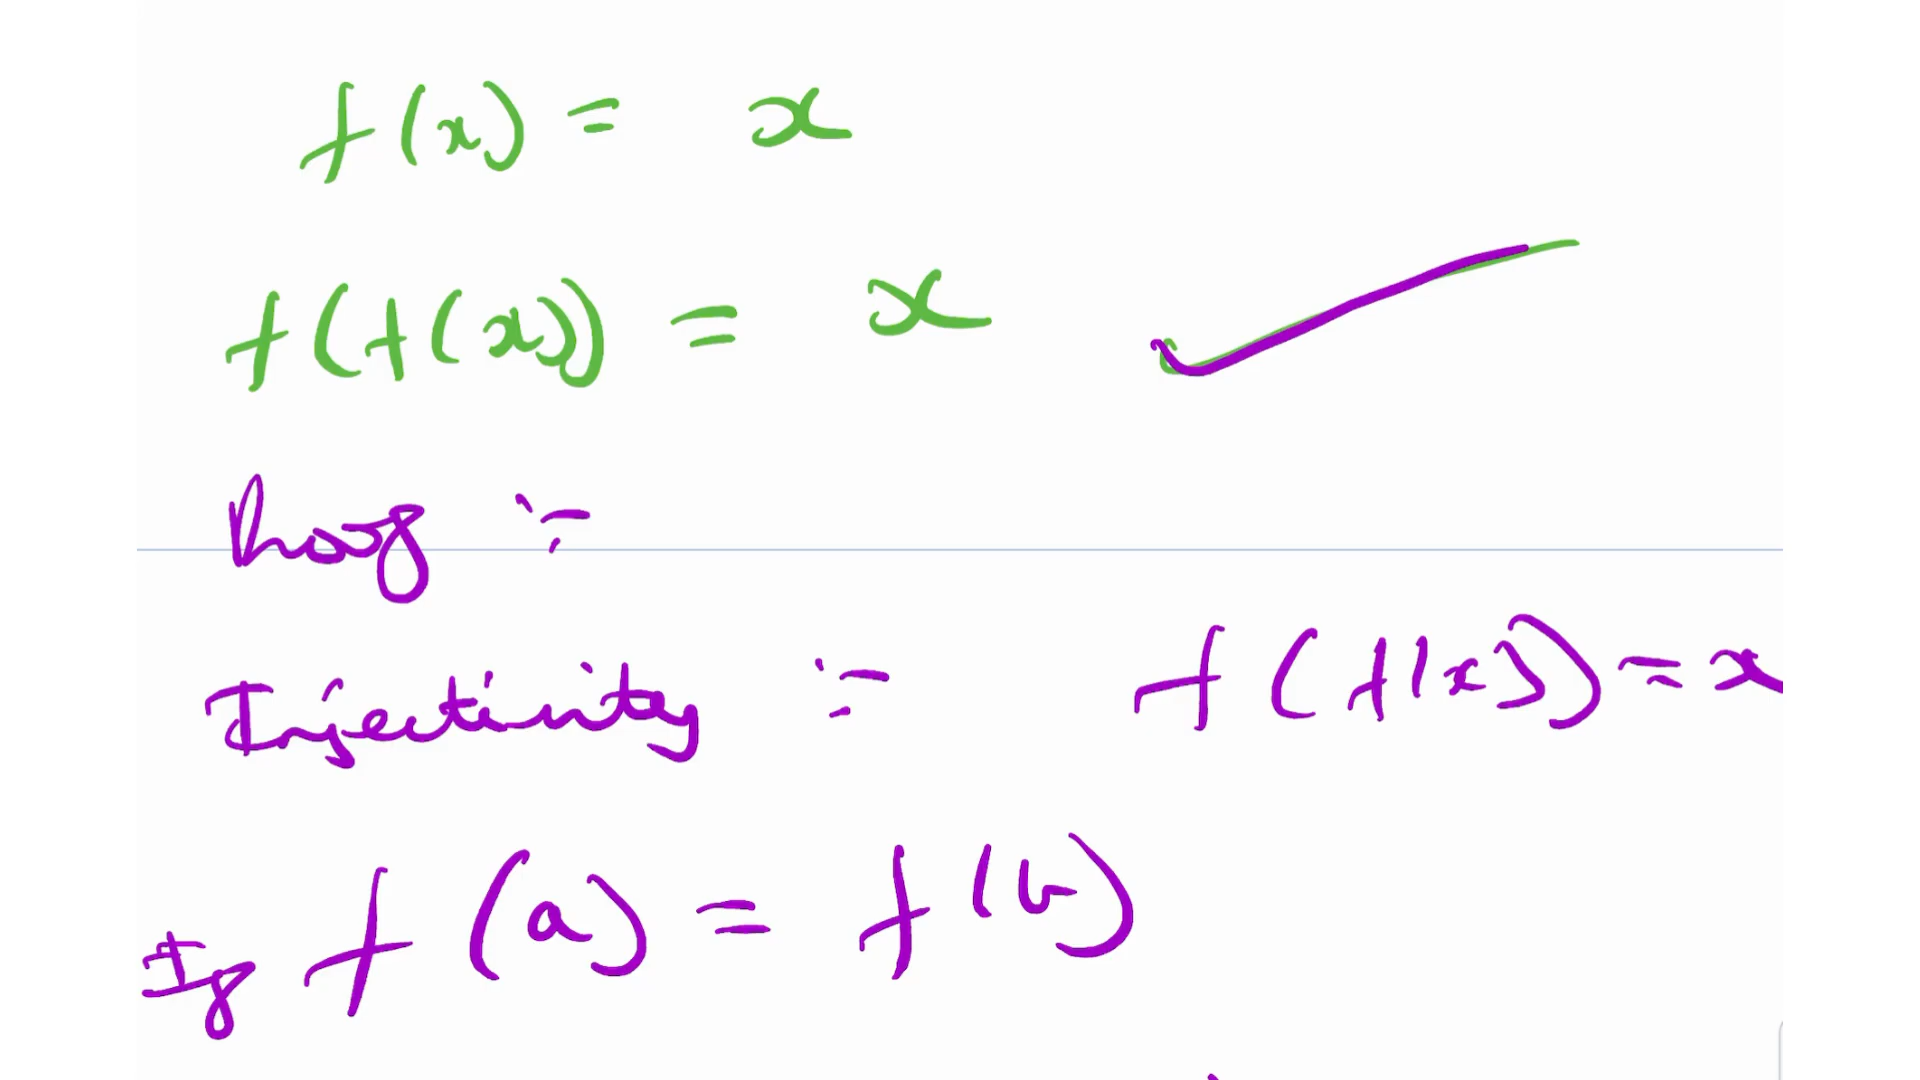 f(x) = x
f(f(x)) = x
Proof :-
Injectivity :- f(f(x)) = x
If f(a) = f(b)